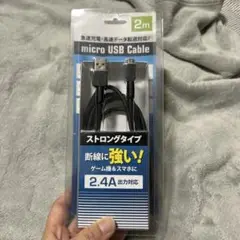 2m
急速充電・高速データ転送対応!
micro USB Cable
ストロングタイプ
断線に強い!
ゲーム機&スマホに
2.4A出力対応